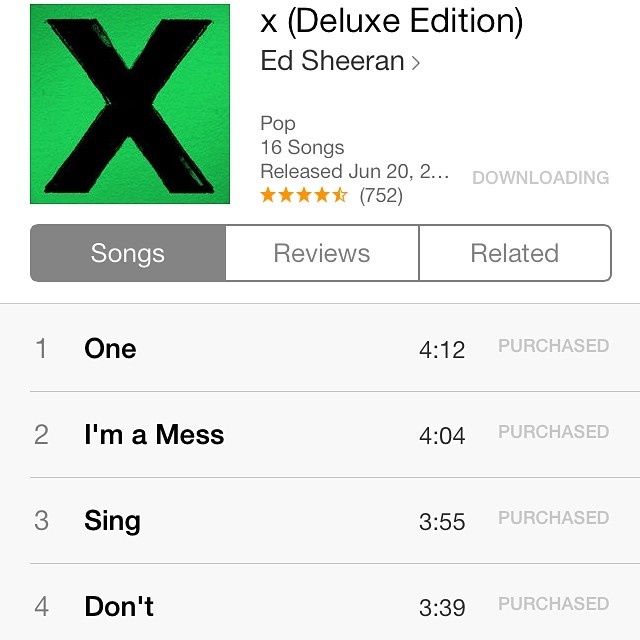 x (Deluxe Edition)
Ed Sheeran >
Pop
16 Songs
Released Jun 20, 2...
DOWNLOADING
(752)
Songs Reviews Related
1 One 4:12 PURCHASED
2 I'm a Mess 4:04 PURCHASED
3 Sing 3:55 PURCHASED
4 Don't 3:39 PURCHASED